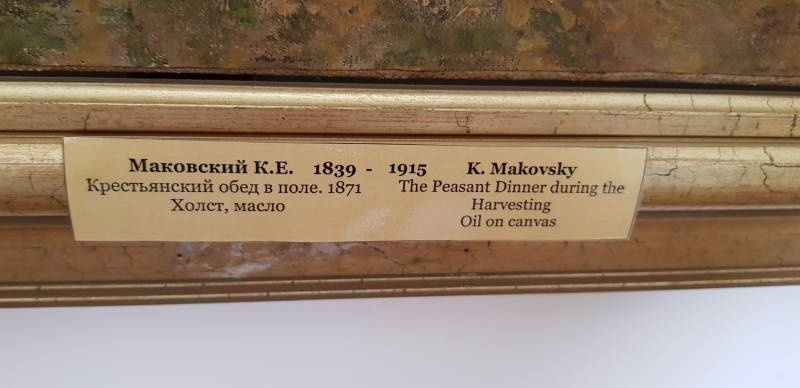 Маковский К.Е. 1839 - 1915 K. Makovsky
Крестьянский обед в поле. 1871 The Peasant Dinner during the
Холст, масло Harvesting
Oil on canvas